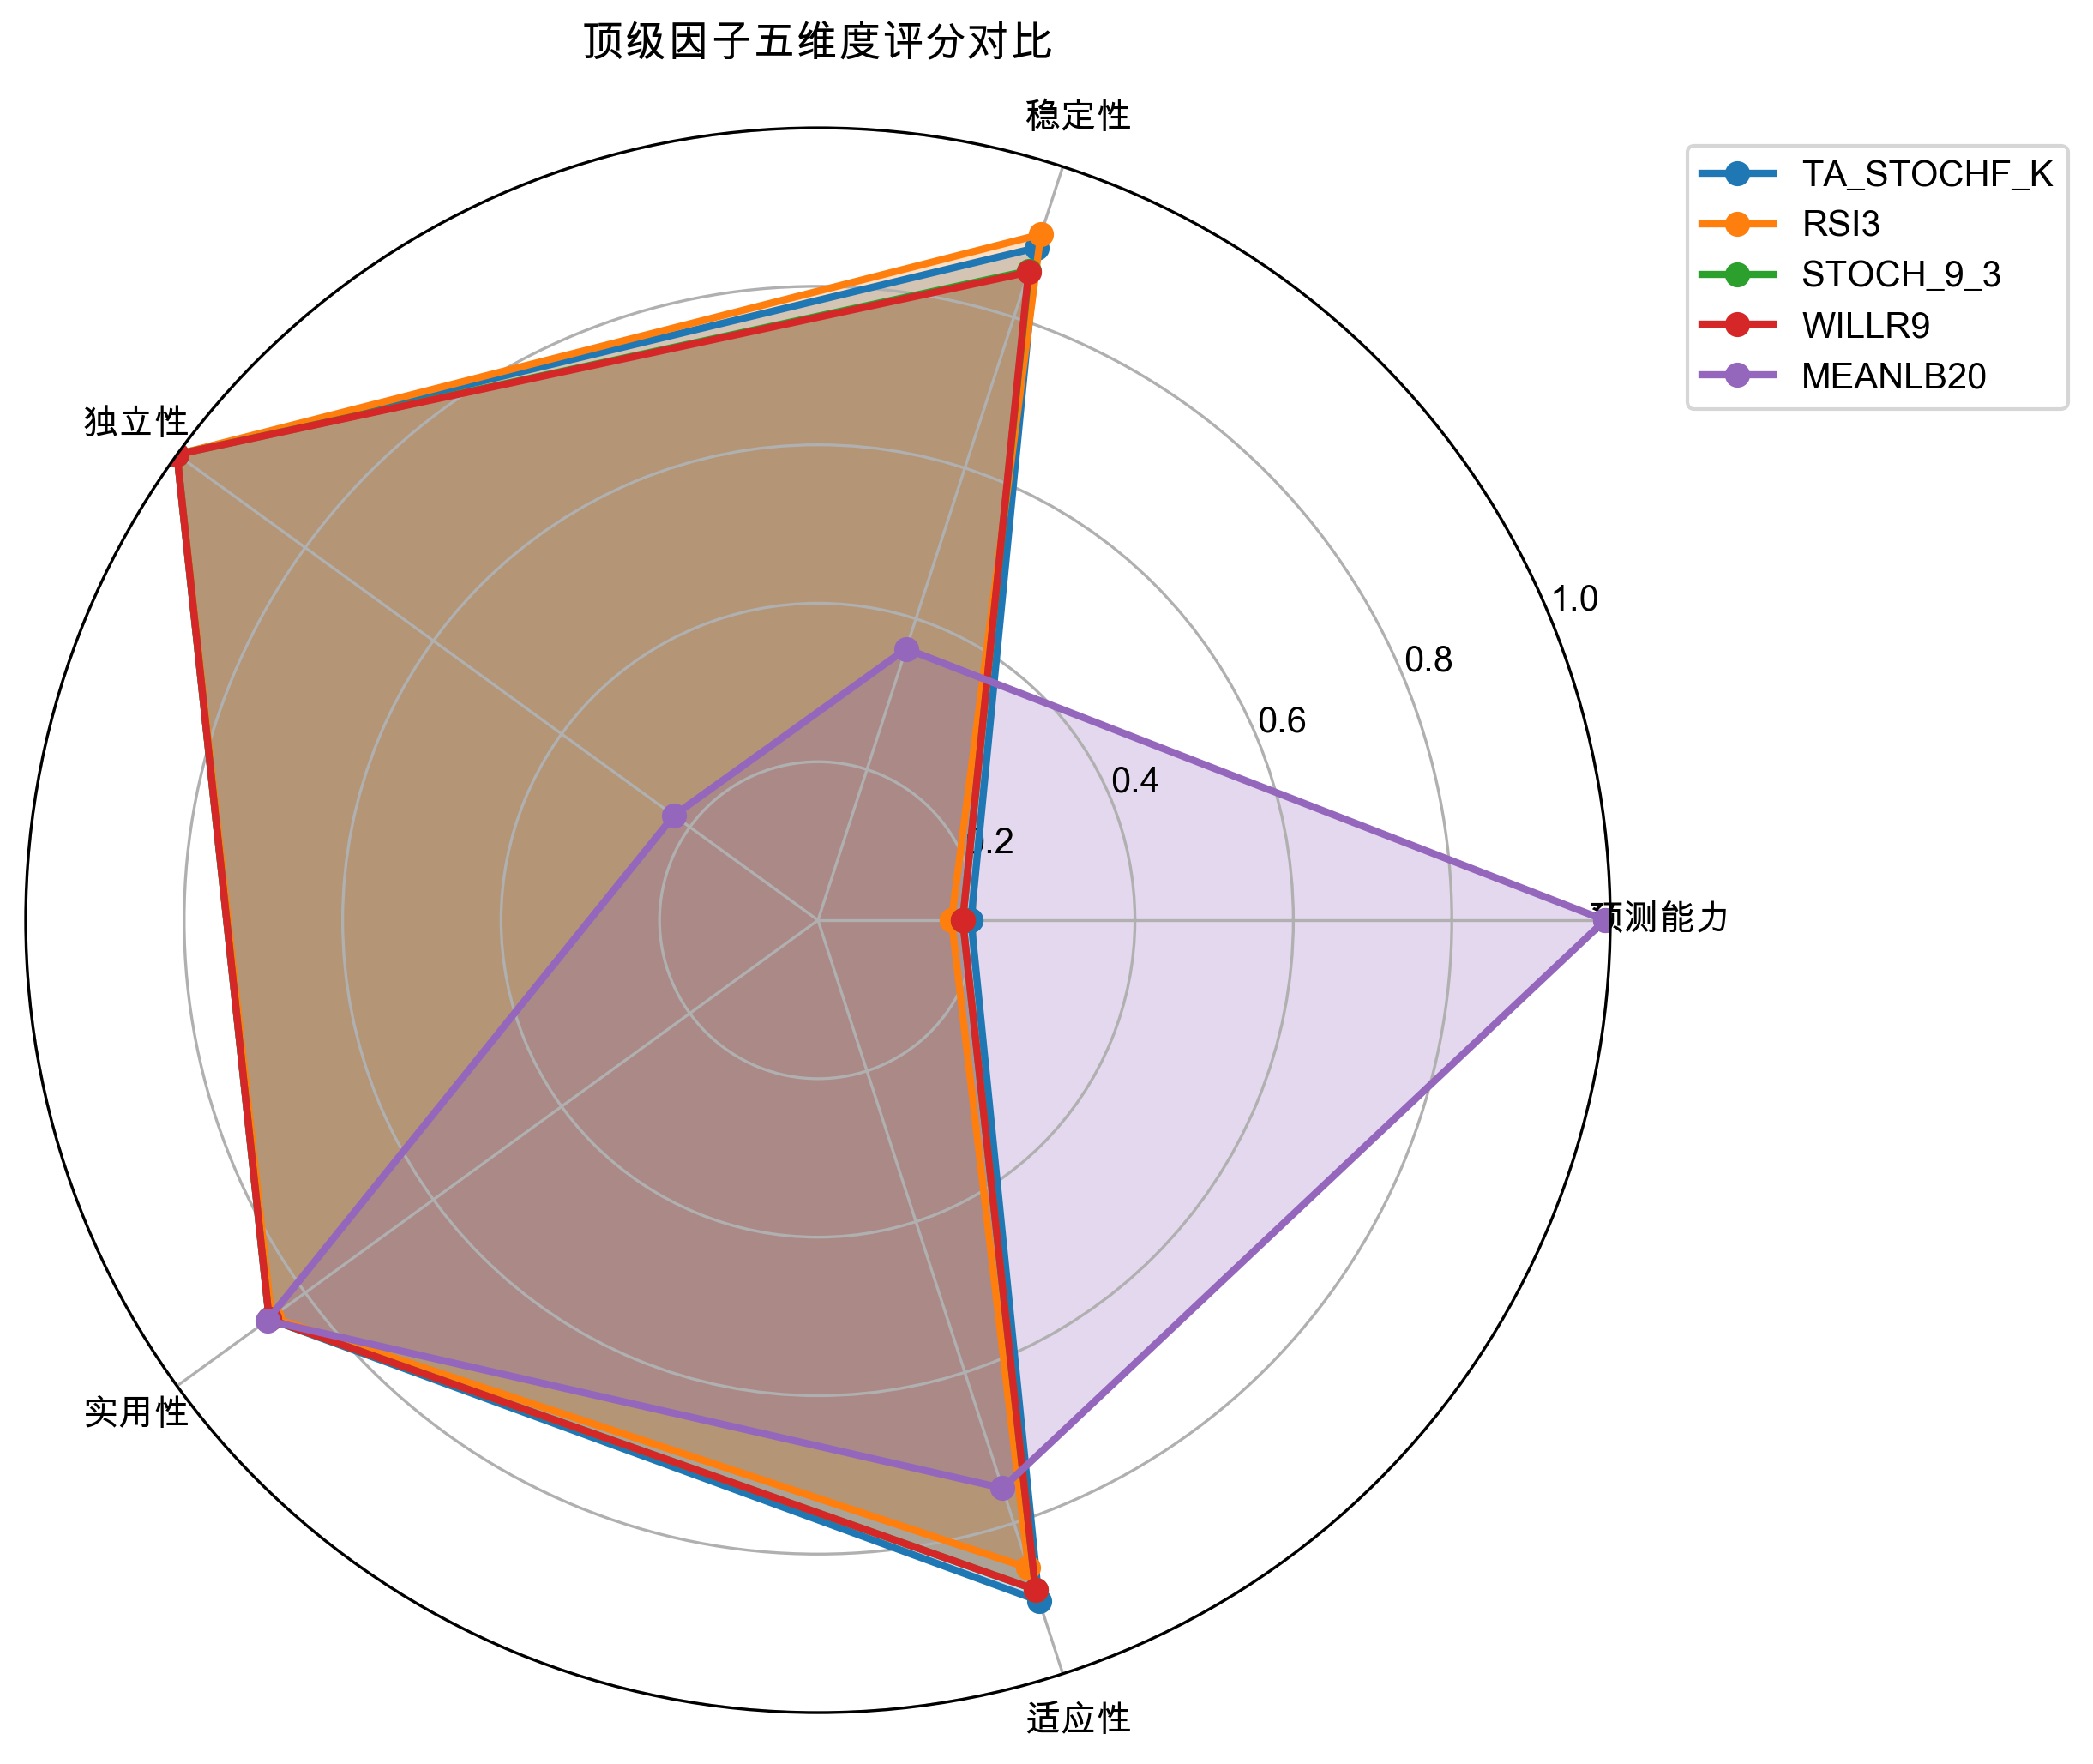 顶级因子五维度评分对比
稳定性
TA_STOCHF_K
RSI3
STOCH_9_3
WILLR9
MEANLB20
独立性
1.0
0.8
0.6
0.4
0.2
预测能力
实用性
适应性